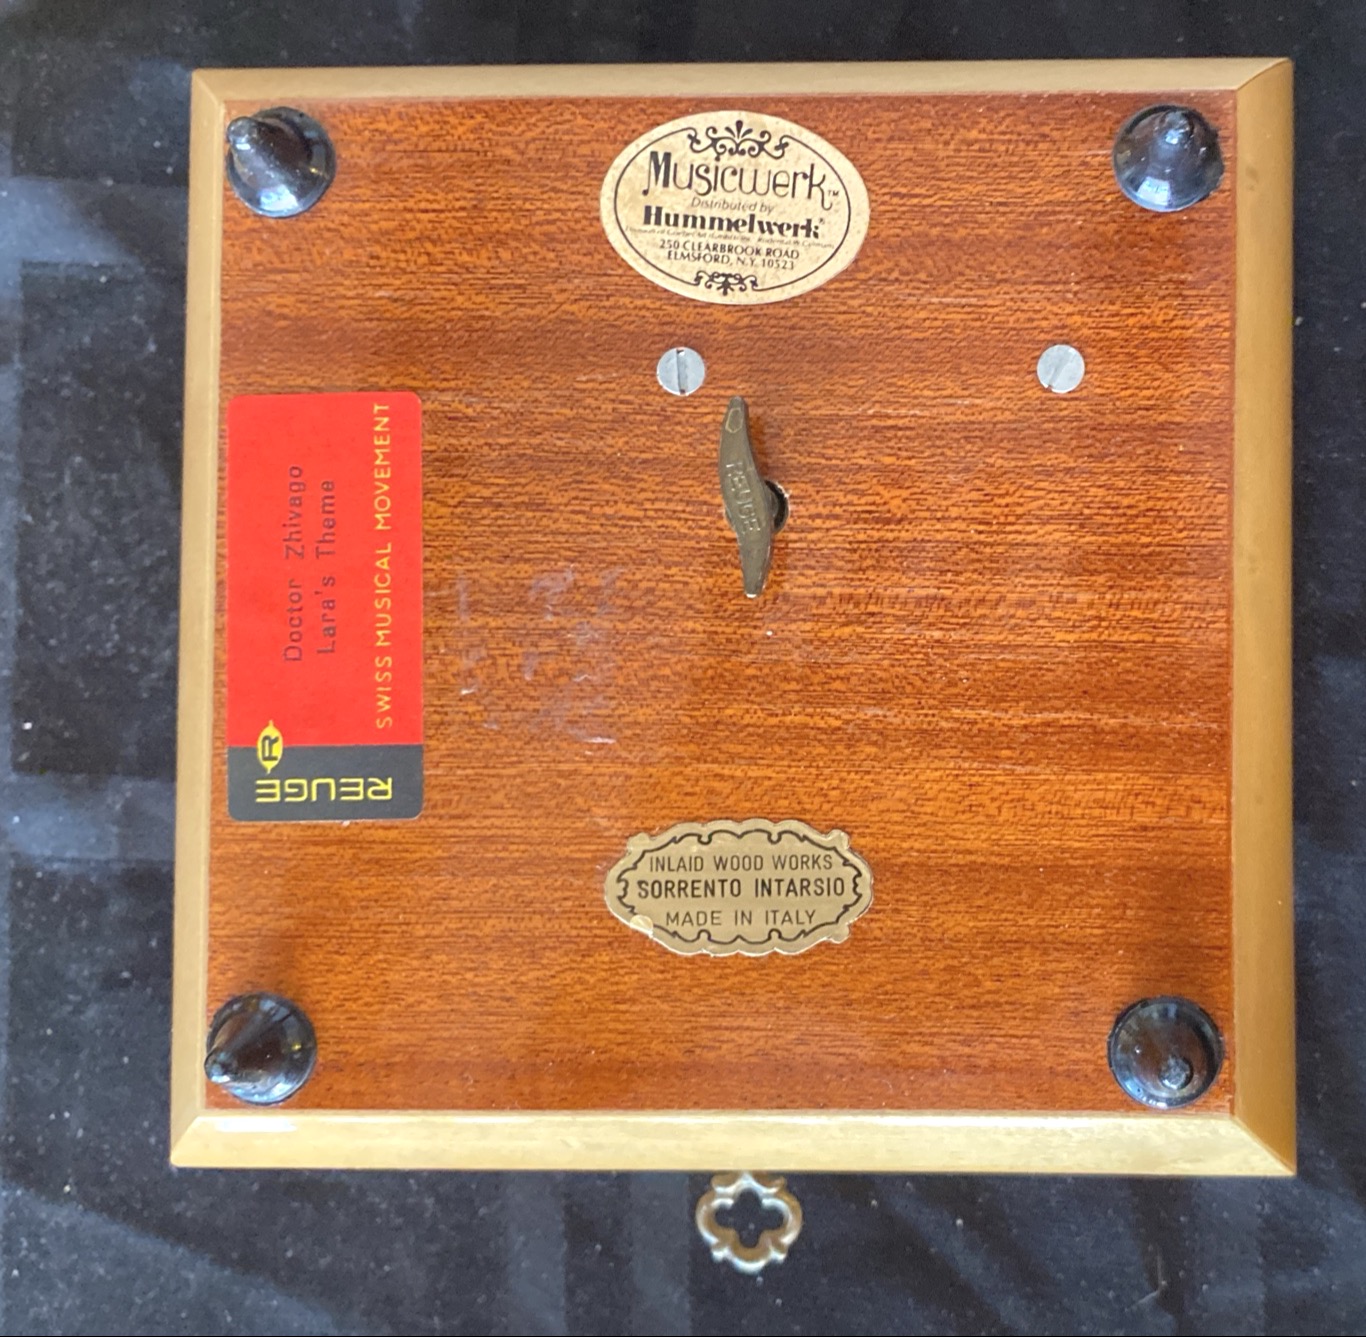 Musicwerk™
Distributed by
Hummelwerk®
250 CLEARBROOK ROAD
ELMSFORD, N.Y. 10523
Doctor Zhivago
Lara's Theme
SWISS MUSICAL MOVEMENT
R
REUGE
REUGE
INLAID WOOD WORKS
SORRENTO INTARSIO
MADE IN ITALY